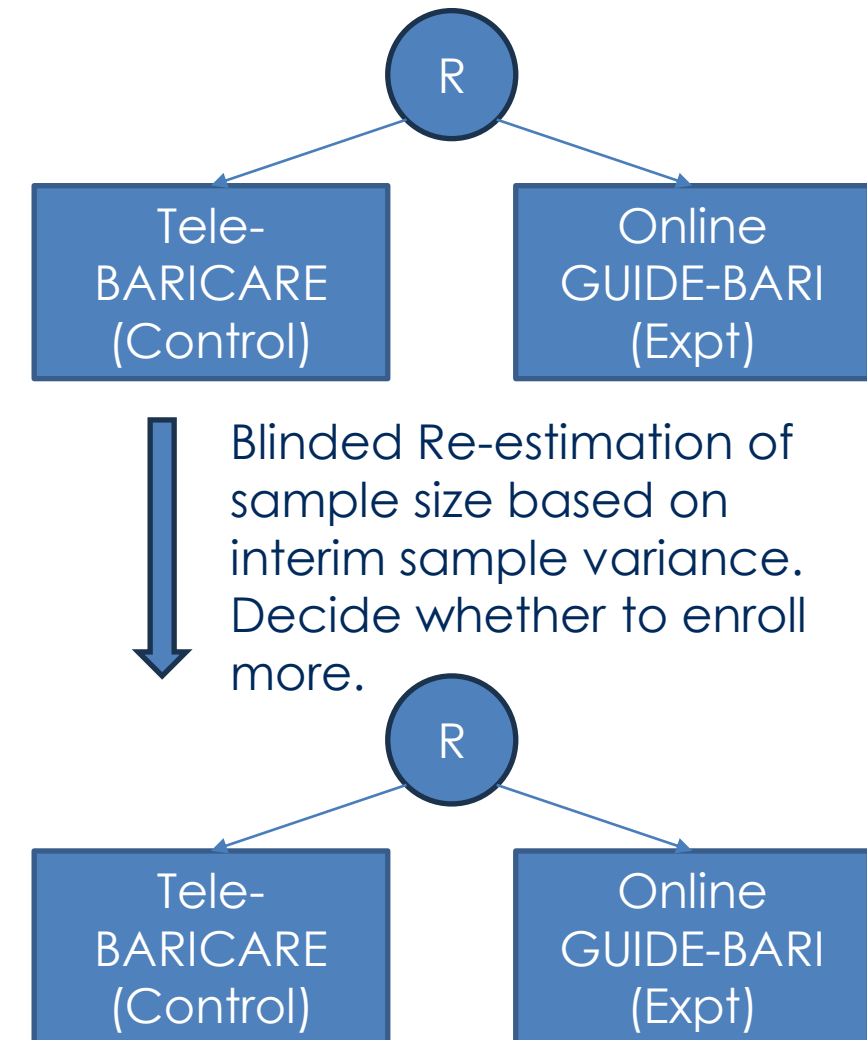 R
Tele-
BARICARE
(Control)
Online
GUIDE-BARI
(Expt)
Blinded Re-estimation of
sample size based on
interim sample variance.
Decide whether to enroll
more.
R
Tele-
BARICARE
(Control)
Online
GUIDE-BARI
(Expt)